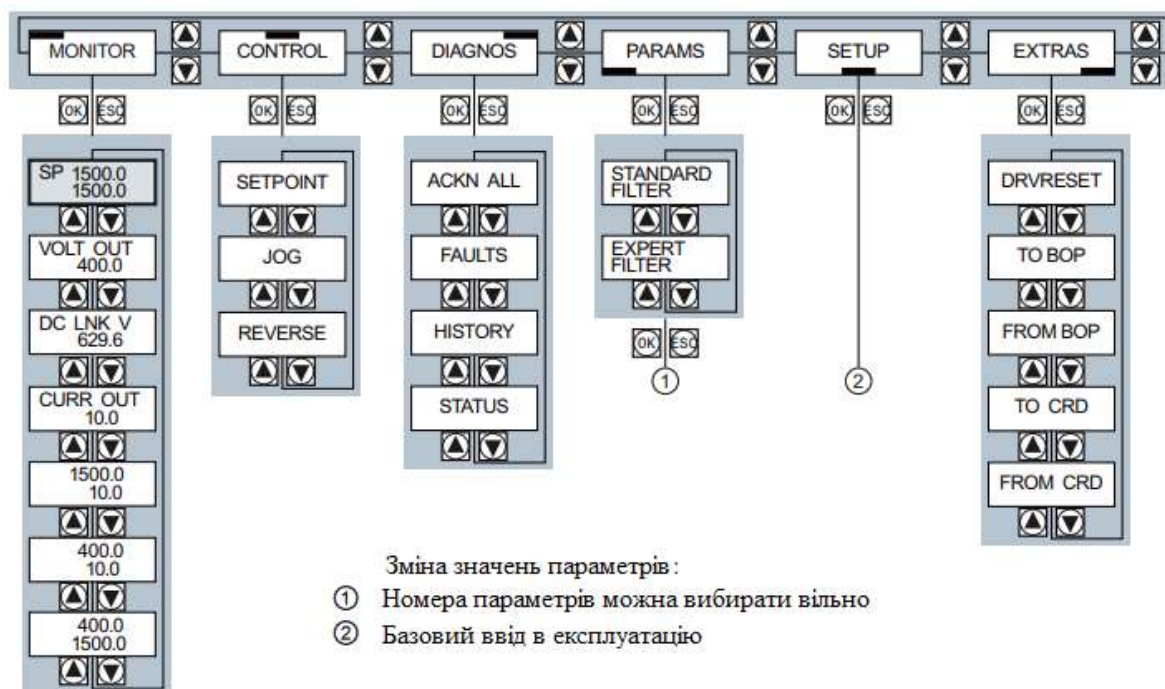 MONITOR
CONTROL
DIAGNOS
PARAMS
SETUP
EXTRAS
OK ESC
OK ESC
OK ESC
OK ESC
OK ESC
OK ESC
SP 1500.0
1500.0
VOLT OUT
400.0
DC LNK V
629.6
CURR OUT
10.0
1500.0
10.0
400.0
10.0
400.0
1500.0
SETPOINT
JOG
REVERSE
ACKN ALL
FAULTS
HISTORY
STATUS
STANDARD
FILTER
EXPERT
FILTER
OK ESC
①
②
DRVRESET
TO BOP
FROM BOP
TO CRD
FROM CRD
Зміна значень параметрів:
① Номера параметрів можна вибирати вільно
② Базовий ввід в експлуатацію